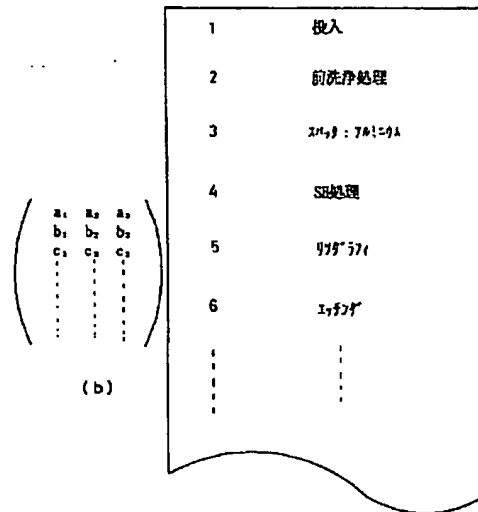 1 投入
2 前洗浄処理
3 スパッタ:アルミニウム
4 SB処理
5 リソグラフィ
6 エッチング
a₁ a₂ a₃
b₁ b₂ b₃
c₁ c₂ c₃
(b)